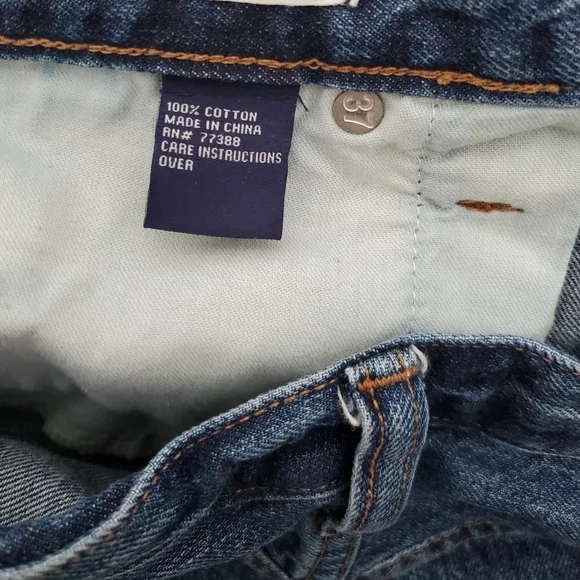 100% COTTON
MADE IN CHINA
RN# 77388
CARE INSTRUCTIONS
OVER
37